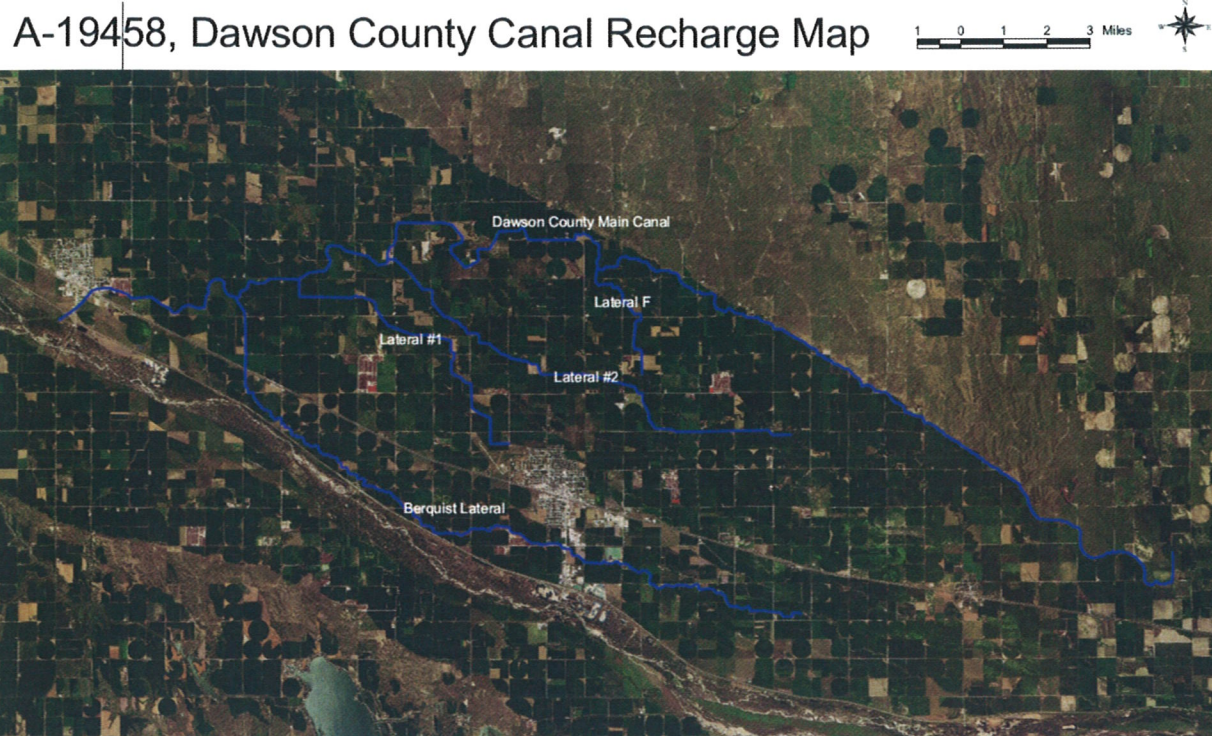 A-19458, Dawson County Canal Recharge Map
1 0 1 2 3 Miles
Dawson County Main Canal
Lateral F
Lateral #1
Lateral #2
Berquist Lateral